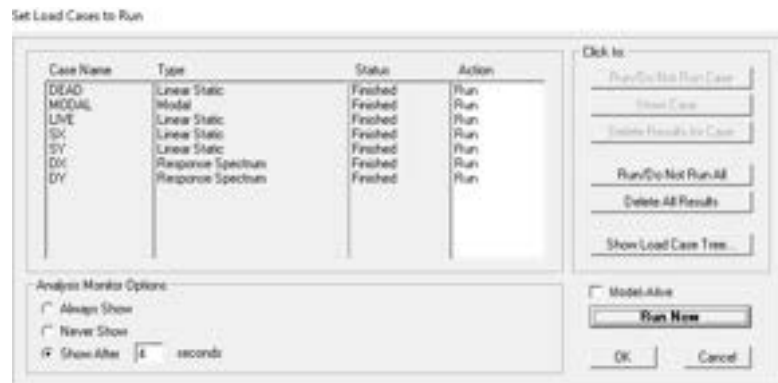 Set Load Cases to Run
Click to:
Case Name Type Status Action
DEAD Linear Static Finished Run
MODAL Modal Finished Run
LIVE Linear Static Finished Run
SX Linear Static Finished Run
SY Linear Static Finished Run
DX Response Spectrum Finished Run
DY Response Spectrum Finished Run
Run/Do Not Run Case
Show Case
Delete Results for Case
Run/Do Not Run All
Delete All Results
Show Load Case Tree...
Analysis Monitor Options
Always Show
Never Show
Show After 4 seconds
Model-Alive
Run Now
OK Cancel